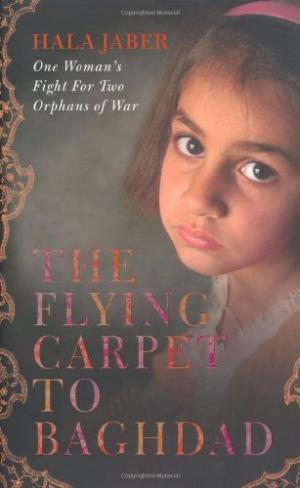 HALA JABER
One Woman's
Fight For Two
Orphans of War
THE
FLYING
CARPET
TO
BAGHDAD